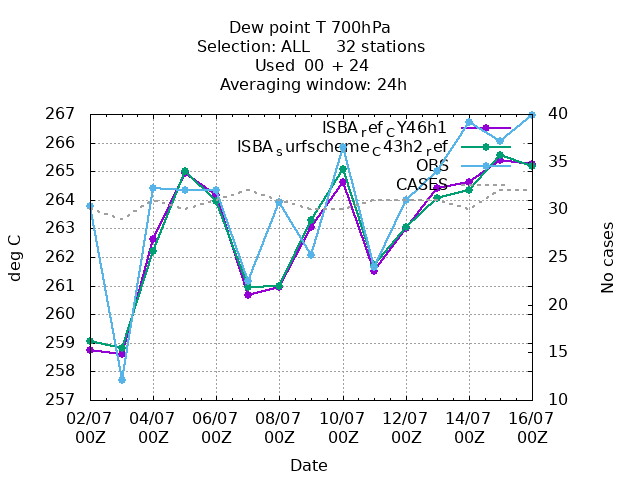 Dew point T 700hPa
Selection: ALL 32 stations
Used 00 + 24
Averaging window: 24h
ISBA_ref_CY46h1
ISBA_surfscheme_C43h2_ref
OBS
CASES
267
266
265
264
263
262
261
260
259
258
257
deg C
40
35
30
25
20
15
10
No cases
02/07 04/07 06/07 08/07 10/07 12/07 14/07 16/07
00Z 00Z 00Z 00Z 00Z 00Z 00Z 00Z
Date